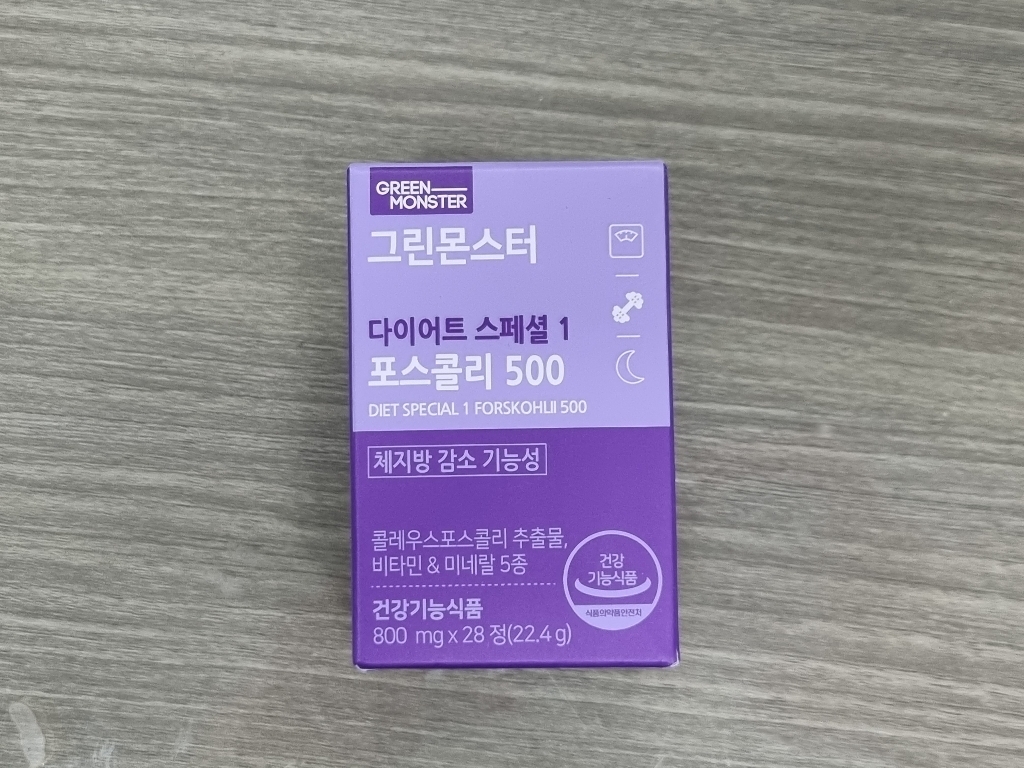 GREEN
MONSTER
그린몬스터
다이어트 스페셜 1
포스콜리 500
DIET SPECIAL 1 FORSKOHLII 500
체지방 감소 기능성
콜레우스포스콜리 추출물,
비타민 & 미네랄 5종
건강기능식품
800 mg x 28 정(22.4 g)
건강
기능식품
식품의약품안전처